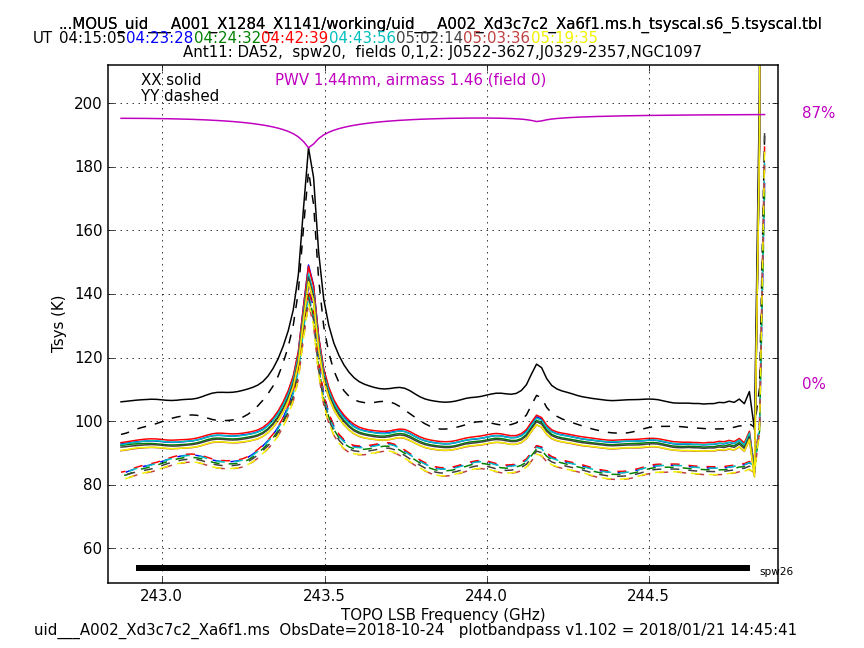 ...MOUS_uid___A001_X1284_X1141/working/uid___A002_Xd3c7c2_Xa6f1.ms.h_tsyscal.s6_5.tsyscal.tbl
UT 04:15:05 04:23:28 04:24:32 04:42:39 04:43:56 05:02:14 05:03:36 05:19:35
Ant11: DA52,  spw20,  fields 0,1,2: J0522-3627,J0329-2357,NGC1097
XX solid
PWV 1.44mm, airmass 1.46 (field 0)
YY dashed
200
87%
180
160
140
Tsys (K)
120
0%
100
80
60
spw26
243.0 243.5 244.0 244.5
TOPO LSB Frequency (GHz)
uid___A002_Xd3c7c2_Xa6f1.ms  ObsDate=2018-10-24   plotbandpass v1.102 = 2018/01/21 14:45:41